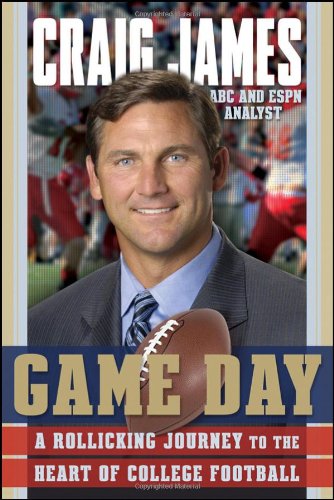 CRAIG JAMES
ABC AND ESPN
ANALYST
GAME DAY
A ROLLICKING JOURNEY TO THE
HEART OF COLLEGE FOOTBALL